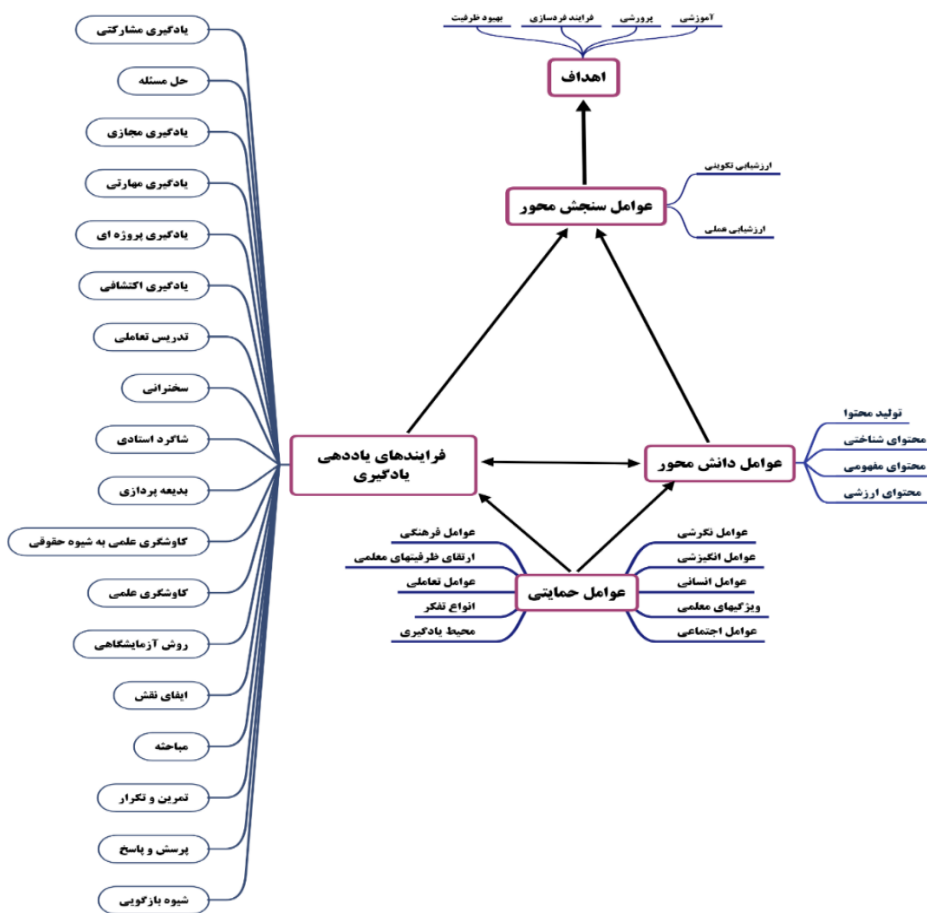 آموزشی
پرورشی
فرایند فردسازی
بهبود ظرفیت
اهداف
عوامل سنجش محور
ارزشیابی تکوینی
ارزشیابی عملی
عوامل دانش محور
تولید محتوا
محتوای شناختی
محتوای مفهومی
محتوای ارزشی
فرایندهای یاددهی
یادگیری
عوامل حمایتی
عوامل نگرشی
عوامل انگیزشی
عوامل انسانی
ویژگیهای معلمی
عوامل اجتماعی
عوامل فرهنگی
ارتقای ظرفیتهای معلمی
عوامل تعاملی
انواع تفکر
محیط یادگیری
یادگیری مشارکتی
حل مسئله
یادگیری مجازی
یادگیری مهارتی
یادگیری پروژه ای
یادگیری اکتشافی
تدریس تعاملی
سخنرانی
شاگرد استادی
بدیعه پردازی
کاوشگری علمی به شیوه حقوقی
کاوشگری علمی
روش آزمایشگاهی
ایفای نقش
مباحثه
تمرین و تکرار
پرسش و پاسخ
شیوه بازگویی